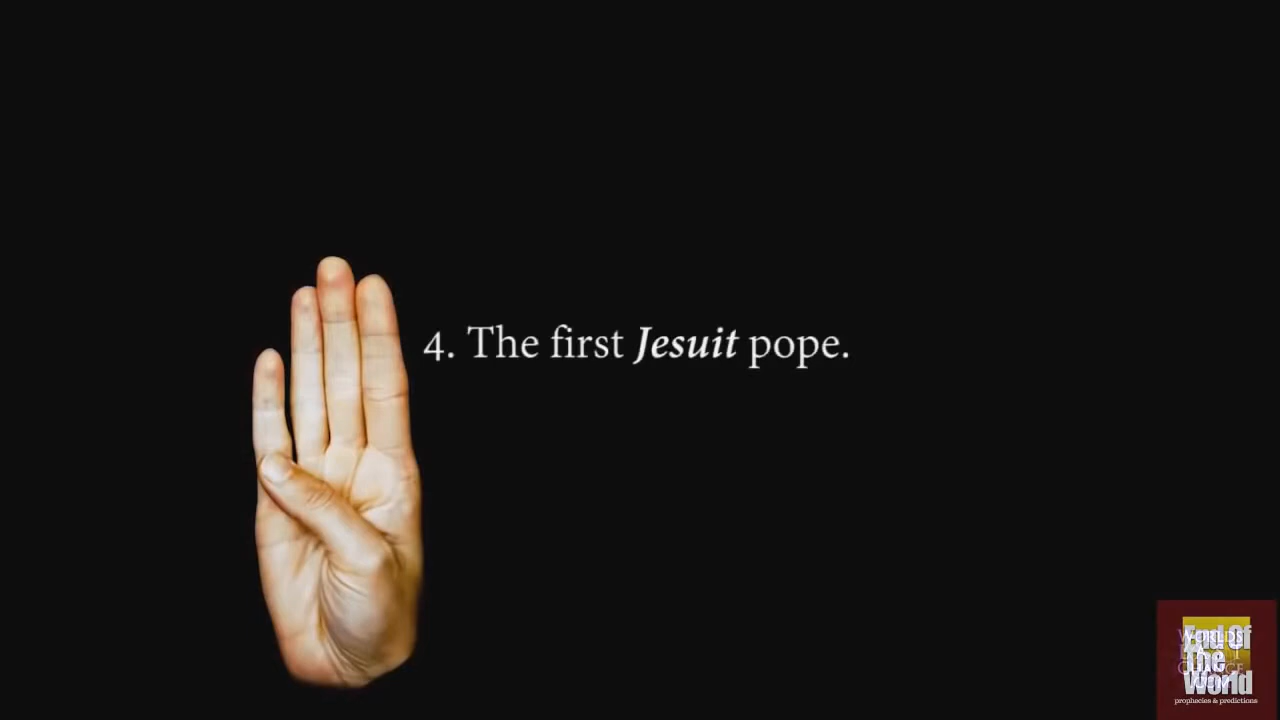 4. The first Jesuit pope.
End Of
The
World
prophecies & predictions